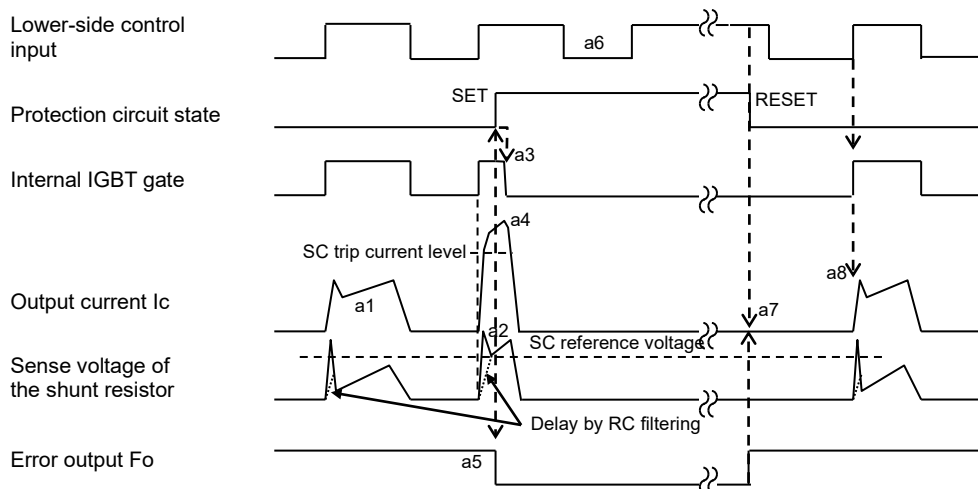 Lower-side control
input
a6
SET
RESET
Protection circuit state
a3
Internal IGBT gate
a4
SC trip current level
a8
Output current Ic
a1
a7
a2
SC reference voltage
Sense voltage of
the shunt resistor
Delay by RC filtering
Error output Fo
a5